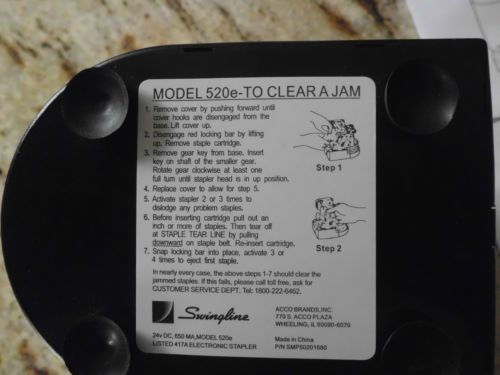 MODEL 520e-TO CLEAR A JAM
1. Remove cover by pushing forward until
cover hooks are disengaged from the
base. Lift cover up.
2. Disengage red locking bar by lifting
up. Remove staple cartridge.
3. Remove gear key from base. Insert
key on shaft of the smaller gear.
Rotate gear clockwise at least one
full turn until stapler head is in up position.
4. Replace cover to allow for step 5.
5. Activate stapler 2 or 3 times to
dislodge any problem staples.
6. Before inserting cartridge pull out an
inch or more of staples. Then tear off
at STAPLE TEAR LINE by pulling
downward on staple belt. Re-insert cartridge.
7. Snap locking bar into place, activate 3 or
4 times to eject first staple.
Step 1
Step 2
In nearly every case, the above steps 1-7 should clear the
jammed staples. If this fails, please call toll free, ask for
CUSTOMER SERVICE DEPT. Tel: 1800-222-6462.
Swingline
24v DC, 650 MA, MODEL 520e
LISTED 417A ELECTRONIC STAPLER
ACCO BRANDS, INC.
770 S. ACCO PLAZA
WHEELING, IL 60090-6070
Made in China
P/N SMP50201680